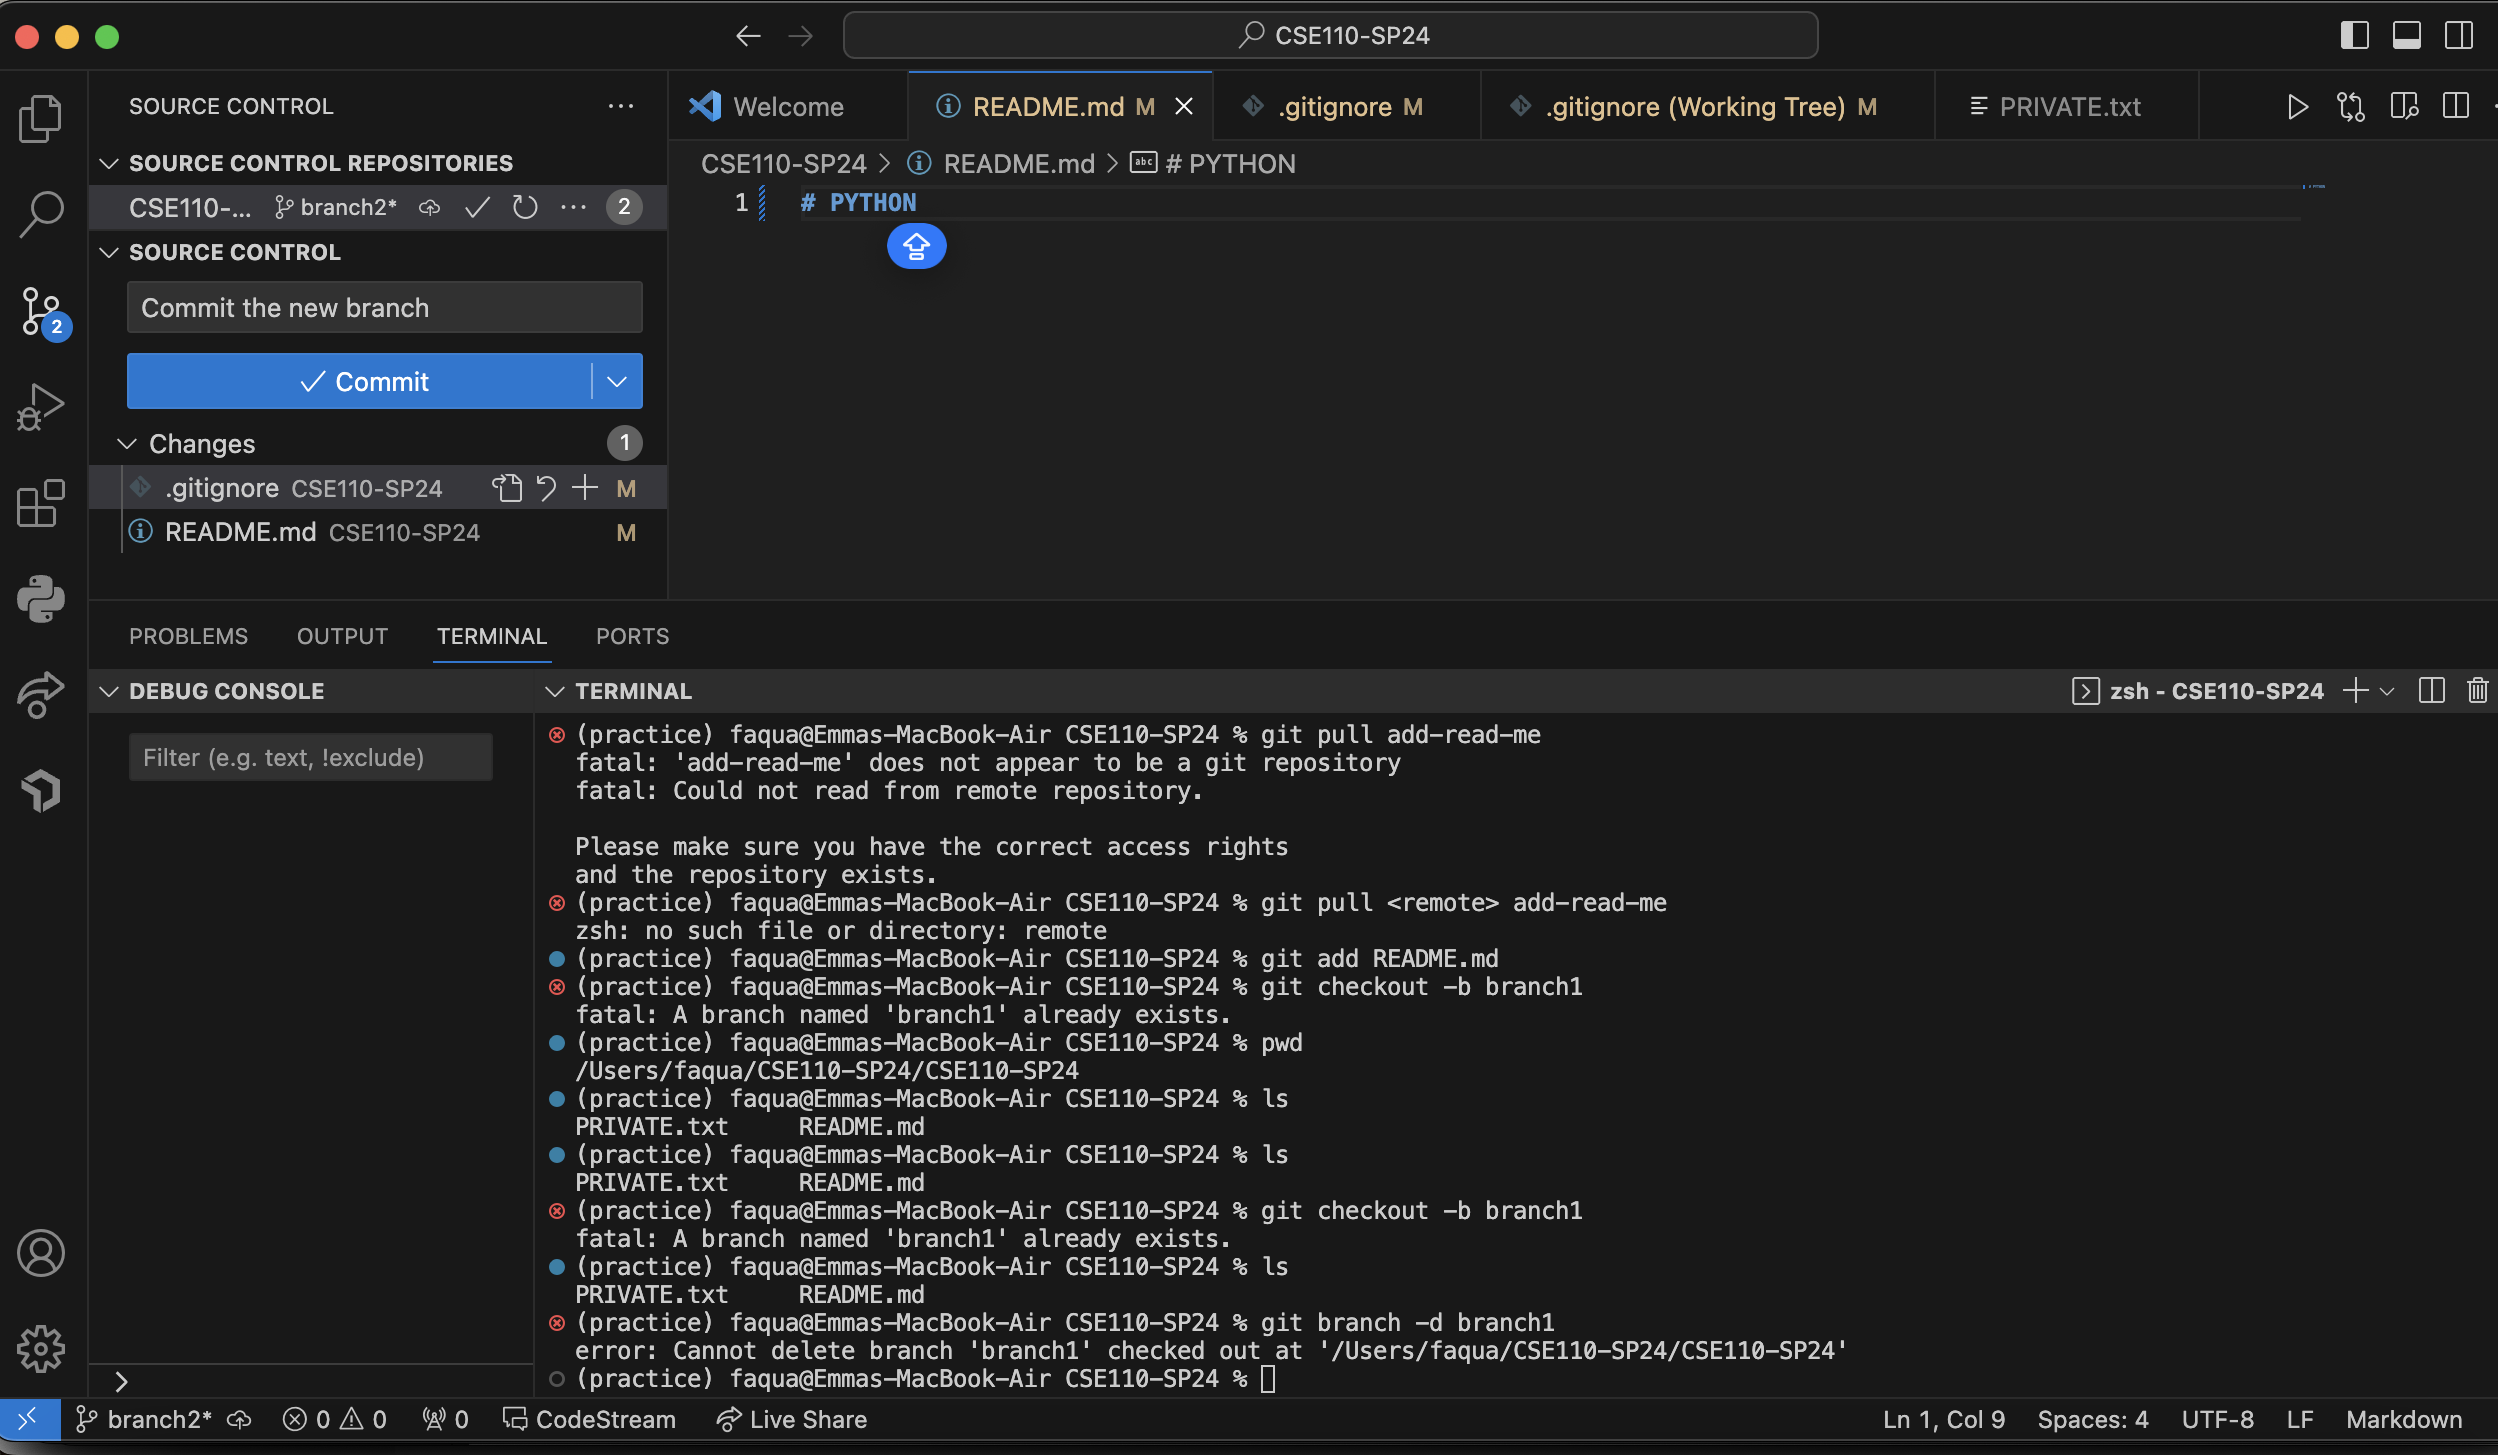 CSE110-SP24
SOURCE CONTROL
Welcome
README.md M
.gitignore M
.gitignore (Working Tree) M
PRIVATE.txt
SOURCE CONTROL REPOSITORIES
CSE110-... branch2* 2
CSE110-SP24 > README.md > abc # PYTHON
1 # PYTHON
SOURCE CONTROL
Commit the new branch
2
Commit
Changes 1
.gitignore CSE110-SP24 M
README.md CSE110-SP24 M
PROBLEMS OUTPUT TERMINAL PORTS
DEBUG CONSOLE
Filter (e.g. text, !exclude)
TERMINAL
zsh - CSE110-SP24
(practice) faqua@Emmas-MacBook-Air CSE110-SP24 % git pull add-read-me
fatal: 'add-read-me' does not appear to be a git repository
fatal: Could not read from remote repository.
Please make sure you have the correct access rights
and the repository exists.
(practice) faqua@Emmas-MacBook-Air CSE110-SP24 % git pull <remote> add-read-me
zsh: no such file or directory: remote
(practice) faqua@Emmas-MacBook-Air CSE110-SP24 % git add README.md
(practice) faqua@Emmas-MacBook-Air CSE110-SP24 % git checkout -b branch1
fatal: A branch named 'branch1' already exists.
(practice) faqua@Emmas-MacBook-Air CSE110-SP24 % pwd
/Users/faqua/CSE110-SP24/CSE110-SP24
(practice) faqua@Emmas-MacBook-Air CSE110-SP24 % ls
PRIVATE.txt README.md
(practice) faqua@Emmas-MacBook-Air CSE110-SP24 % ls
PRIVATE.txt README.md
(practice) faqua@Emmas-MacBook-Air CSE110-SP24 % git checkout -b branch1
fatal: A branch named 'branch1' already exists.
(practice) faqua@Emmas-MacBook-Air CSE110-SP24 % ls
PRIVATE.txt README.md
(practice) faqua@Emmas-MacBook-Air CSE110-SP24 % git branch -d branch1
error: Cannot delete branch 'branch1' checked out at '/Users/faqua/CSE110-SP24/CSE110-SP24'
(practice) faqua@Emmas-MacBook-Air CSE110-SP24 %
branch2* 0 0 0 CodeStream Live Share Ln 1, Col 9 Spaces: 4 UTF-8 LF Markdown